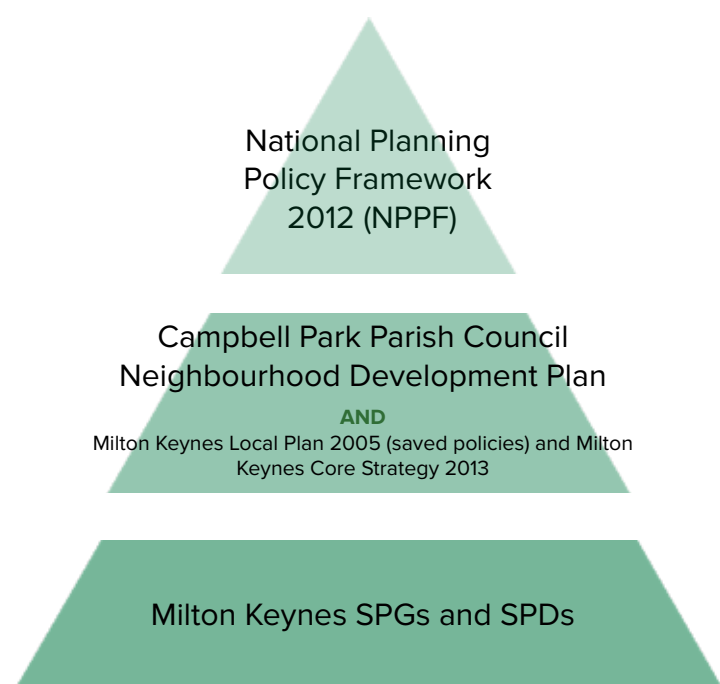 National Planning
Policy Framework
2012 (NPPF)
Campbell Park Parish Council
Neighbourhood Development Plan
AND
Milton Keynes Local Plan 2005 (saved policies) and Milton
Keynes Core Strategy 2013
Milton Keynes SPGs and SPDs